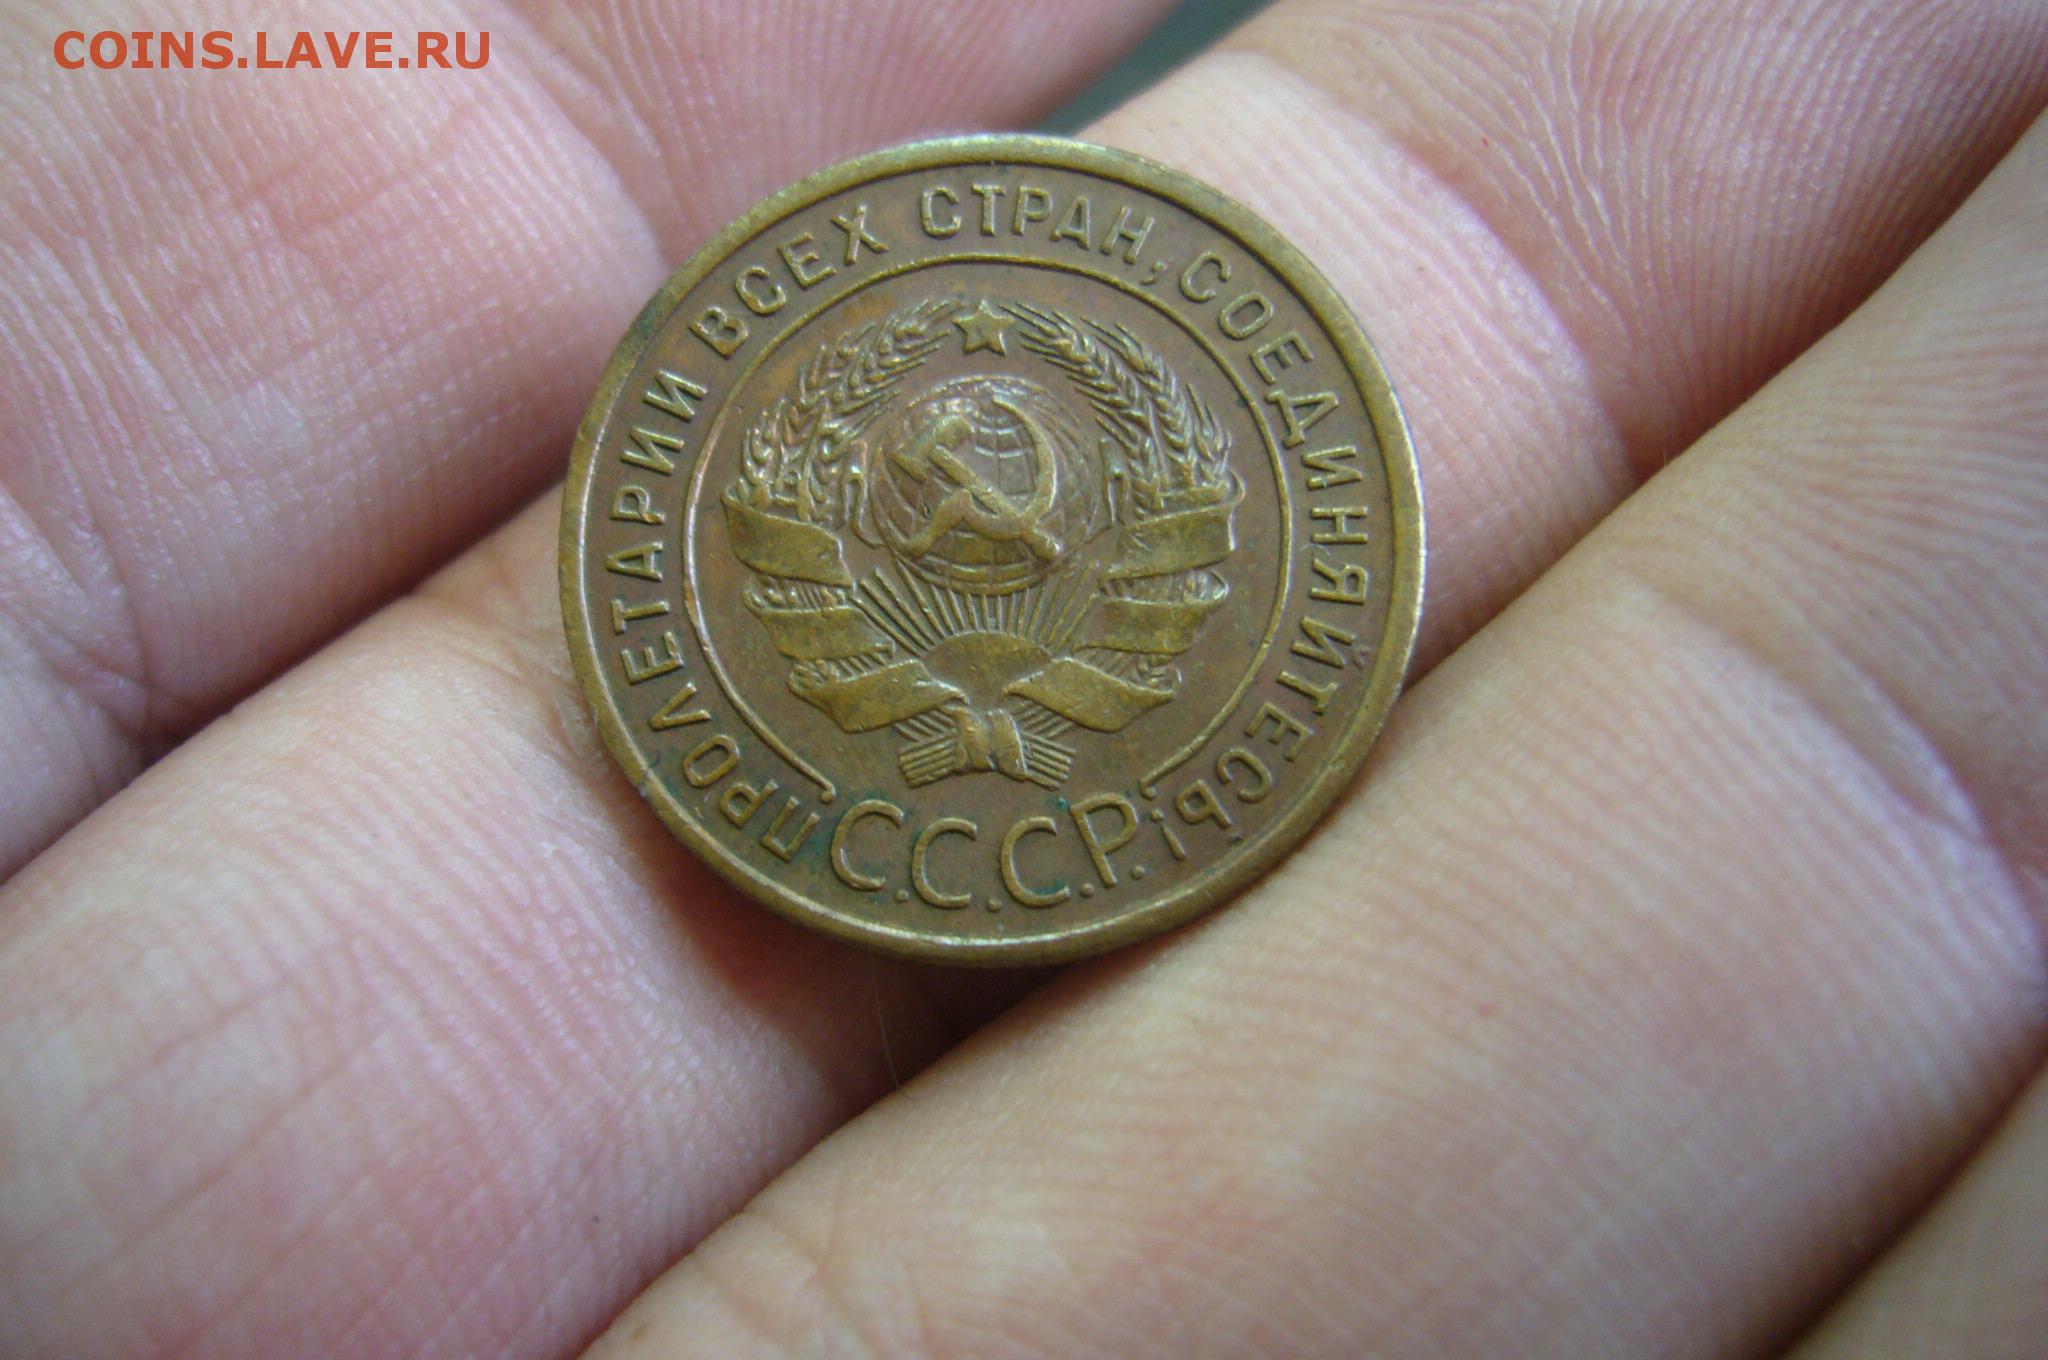 COINS.LAVE.RU
ПРОЛЕТАРИИ ВСЕХ СТРАН, СОЕДИНЯЙТЕСЬ!
С.С.С.Р.